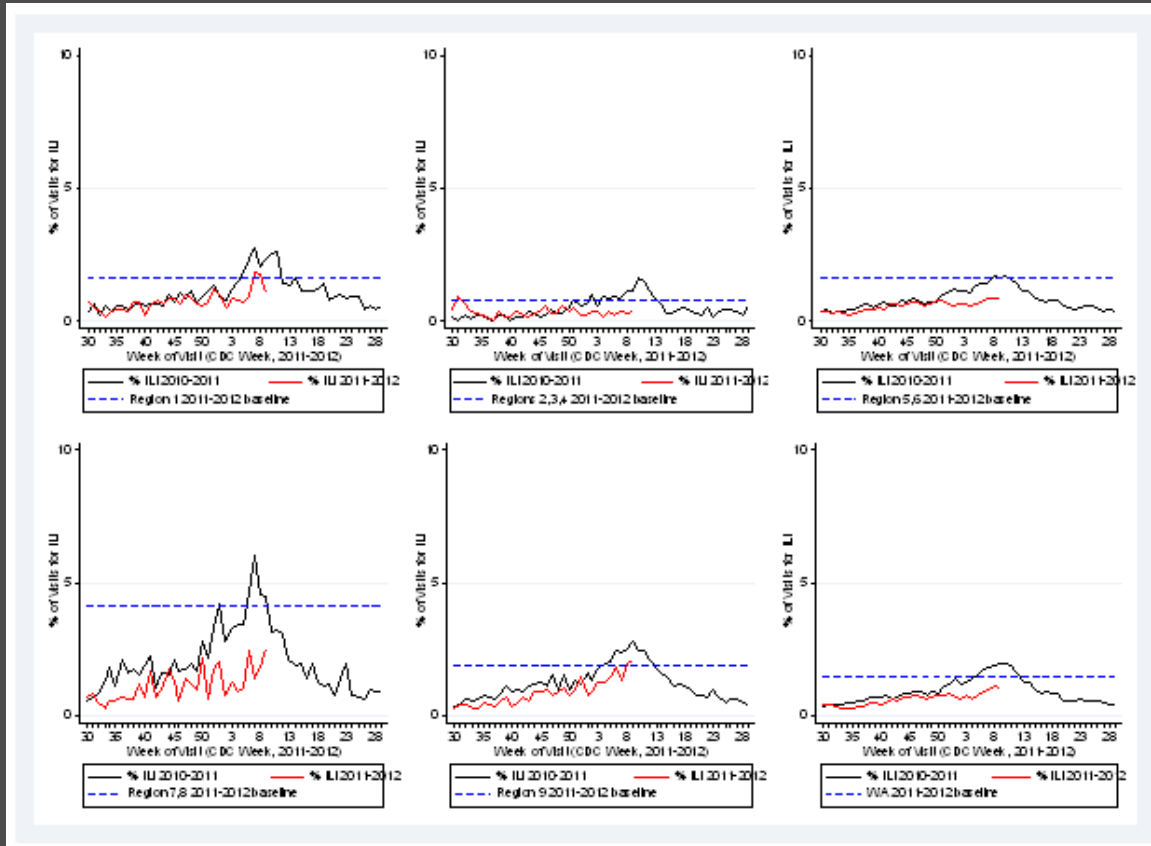 10
5
0
% of Visits for ILI
30 35 40 45 50 3 8 13 18 23 28
Week of Visit (CDC Week, 2011-2012)
% ILI 2010-2011 % ILI 2011-2012
Region 1 2011-2012 baseline
10
5
0
% of Visits for ILI
30 35 40 45 50 3 8 13 18 23 28
Week of Visit (CDC Week, 2011-2012)
% ILI 2010-2011 % ILI 2011-2012
Regions 2,3,4 2011-2012 baseline
10
5
0
% of Visits for ILI
30 35 40 45 50 3 8 13 18 23 28
Week of Visit (CDC Week, 2011-2012)
% ILI 2010-2011 % ILI 2011-2012
Region 5,6 2011-2012 baseline
10
5
0
% of Visits for ILI
30 35 40 45 50 3 8 13 18 23 28
Week of Visit (CDC Week, 2011-2012)
% ILI 2010-2011 % ILI 2011-2012
Region 7,8 2011-2012 baseline
10
5
0
% of Visits for ILI
30 35 40 45 50 3 8 13 18 23 28
Week of Visit (CDC Week, 2011-2012)
% ILI 2010-2011 % ILI 2011-2012
Region 9 2011-2012 baseline
10
5
0
% of Visits for ILI
30 35 40 45 50 3 8 13 18 23 28
Week of Visit (CDC Week, 2011-2012)
% ILI 2010-2011 % ILI 2011-2012
WA 2011-2012 baseline